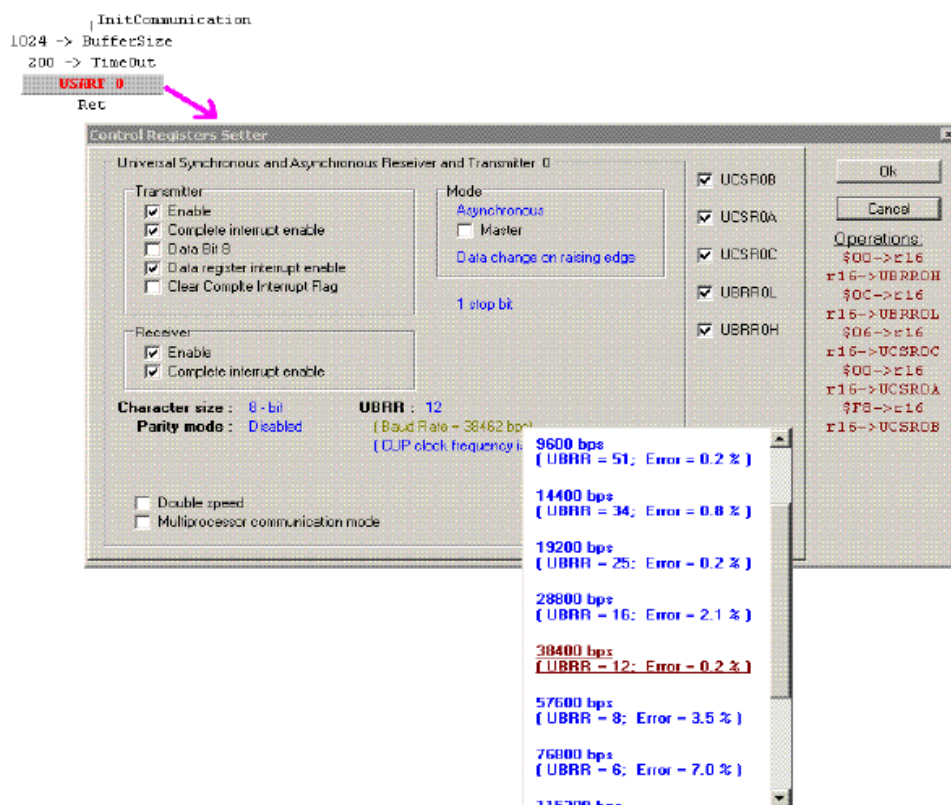 InitCommunication
1024 -> BufferSize
200 -> TimeOut
USART 0
Ret
Control Registers Setter
Universal Synchronous and Asynchronous Reseiver and Transmitter 0
Transmitter
Enable
Complete interrupt enable
Data Bit 8
Data register interrupt enable
Clear Complte Interrupt Flag
Receiver
Enable
Complete interrupt enable
Mode
Asynchronous
Master
Data change on raising edge
1 stop bit
Character size : 8 - bit
Parity mode : Disabled
UBRR : 12
( Baud Rate = 38462 bps)
( CUP clock frequency
Double speed
Multiprocessor communication mode
UCSR0B
UCSR0A
UCSR0C
UBRR0L
UBRR0H
Ok
Cancel
Operations:
$00->r16
r16->UBRR0H
$0C->r16
r16->UBRR0L
$06->r16
r16->UCSR0C
$00->r16
r16->UCSR0A
$F8->r16
r16->UCSR0B
9600 bps
( UBRR = 51; Error = 0.2 % )
14400 bps
( UBRR = 34; Error = 0.8 % )
19200 bps
( UBRR = 25; Error = 0.2 % )
28800 bps
( UBRR = 16; Error = 2.1 % )
38400 bps
( UBRR = 12; Error = 0.2 % )
57600 bps
( UBRR = 8; Error = 3.5 % )
76800 bps
( UBRR = 6; Error = 7.0 % )